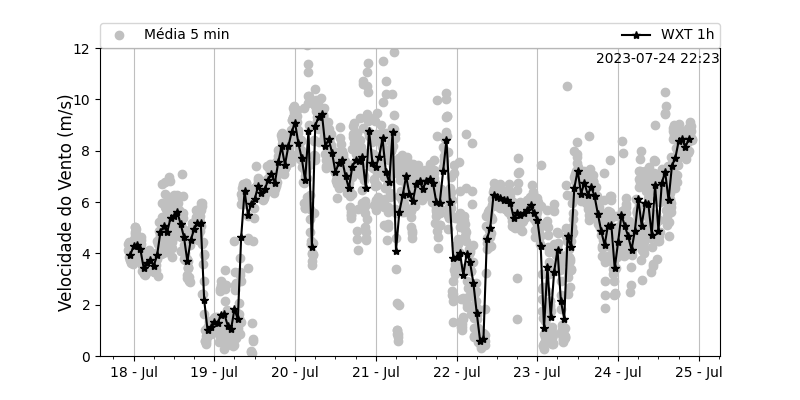 Média 5 min
WXT 1h
2023-07-24 22:23
Velocidade do Vento (m/s)
12
10
8
6
4
2
0
18 - Jul
19 - Jul
20 - Jul
21 - Jul
22 - Jul
23 - Jul
24 - Jul
25 - Jul